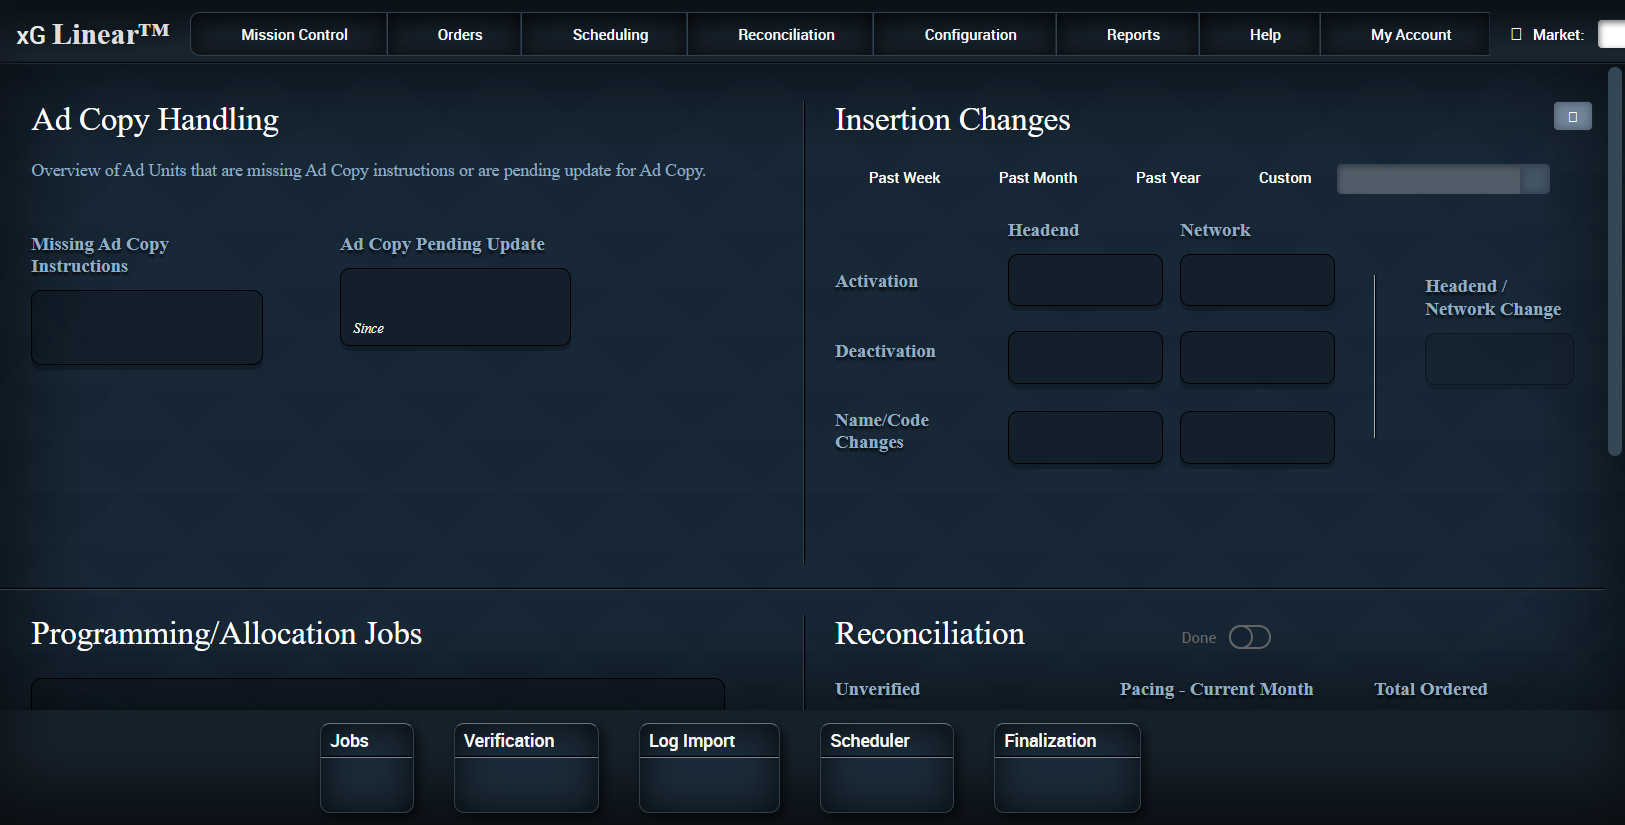 xG Linear™
Mission Control
Orders
Scheduling
Reconciliation
Configuration
Reports
Help
My Account
Market:
Ad Copy Handling
Overview of Ad Units that are missing Ad Copy instructions or are pending update for Ad Copy.
Missing Ad Copy
Instructions
Ad Copy Pending Update
Since
Insertion Changes
Past Week
Past Month
Past Year
Custom
Headend
Network
Activation
Deactivation
Name/Code
Changes
Headend /
Network Change
Programming/Allocation Jobs
Reconciliation
Done
Unverified
Pacing - Current Month
Total Ordered
Jobs
Verification
Log Import
Scheduler
Finalization